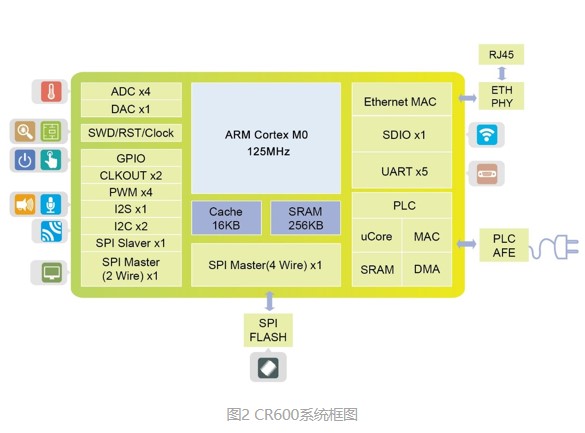 RJ45
ETH
PHY
ADC x4
DAC x1
SWD/RST/Clock
GPIO
CLKOUT x2
PWM x4
I2S x1
I2C x2
SPI Slaver x1
SPI Master
(2 Wire) x1
ARM Cortex M0
125MHz
Cache
16KB
SRAM
256KB
SPI Master(4 Wire) x1
Ethernet MAC
SDIO x1
UART x5
PLC
uCore
MAC
SRAM
DMA
PLC
AFE
SPI
FLASH
图2 CR600系统框图